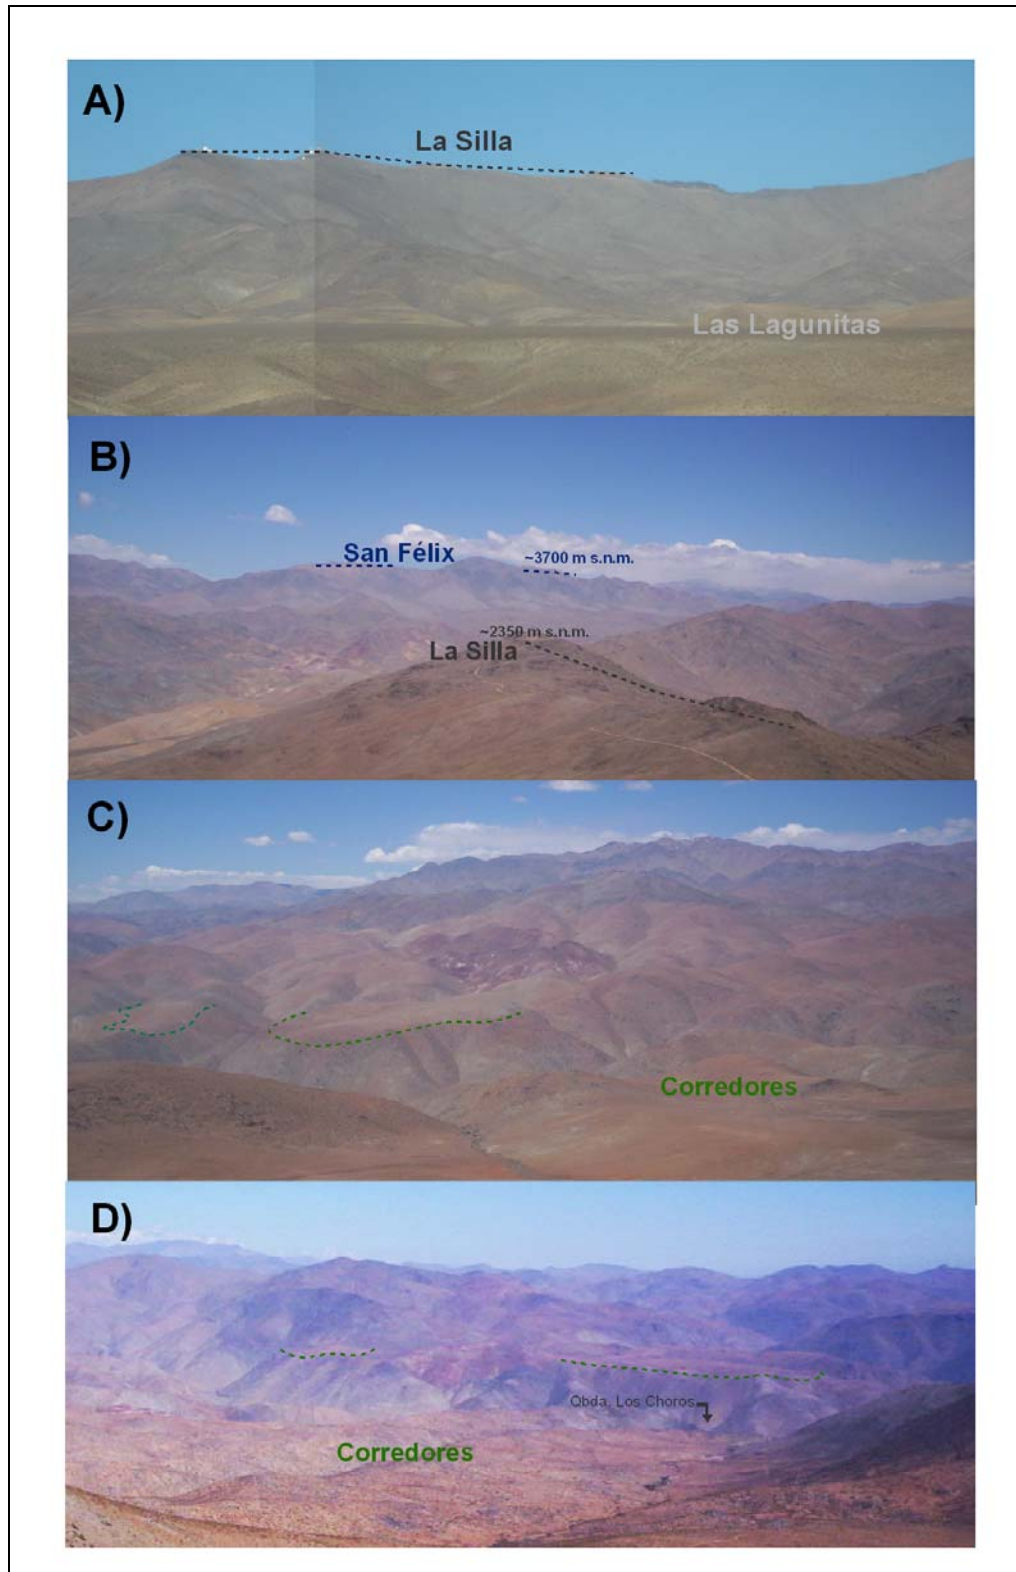 A)
La Silla
Las Lagunitas
B)
San Félix
~3700 m s.n.m.
~2350 m s.n.m.
La Silla
C)
Corredores
D)
Qbda. Los Choros
Corredores